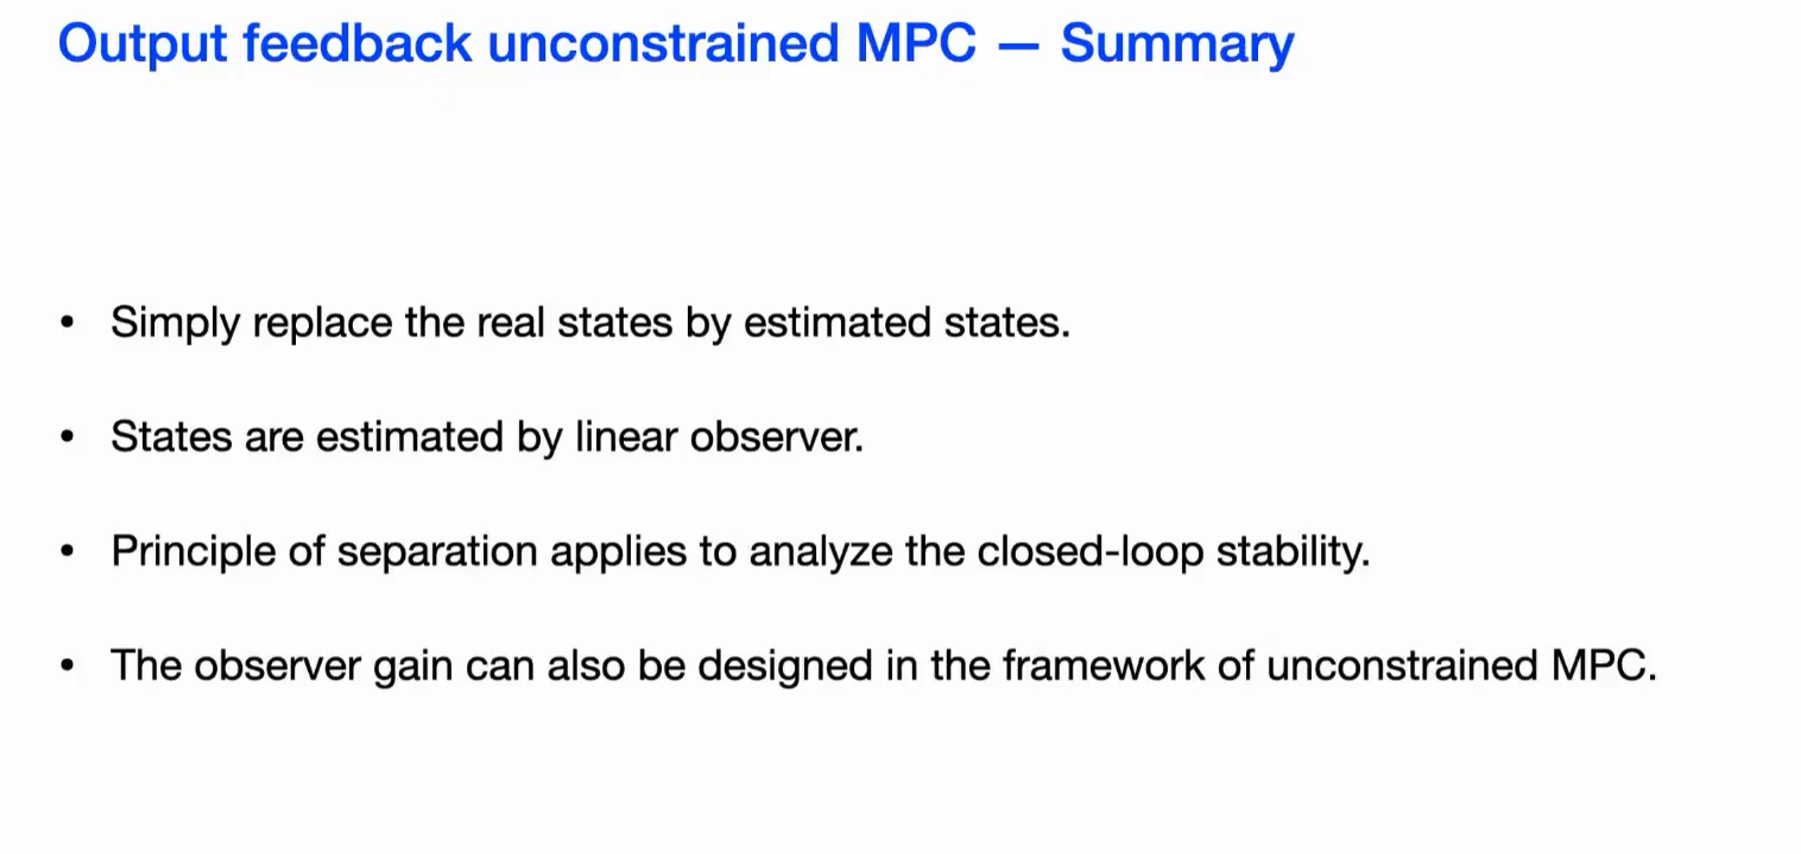 Output feedback unconstrained MPC — Summary
• Simply replace the real states by estimated states.
• States are estimated by linear observer.
• Principle of separation applies to analyze the closed-loop stability.
• The observer gain can also be designed in the framework of unconstrained MPC.